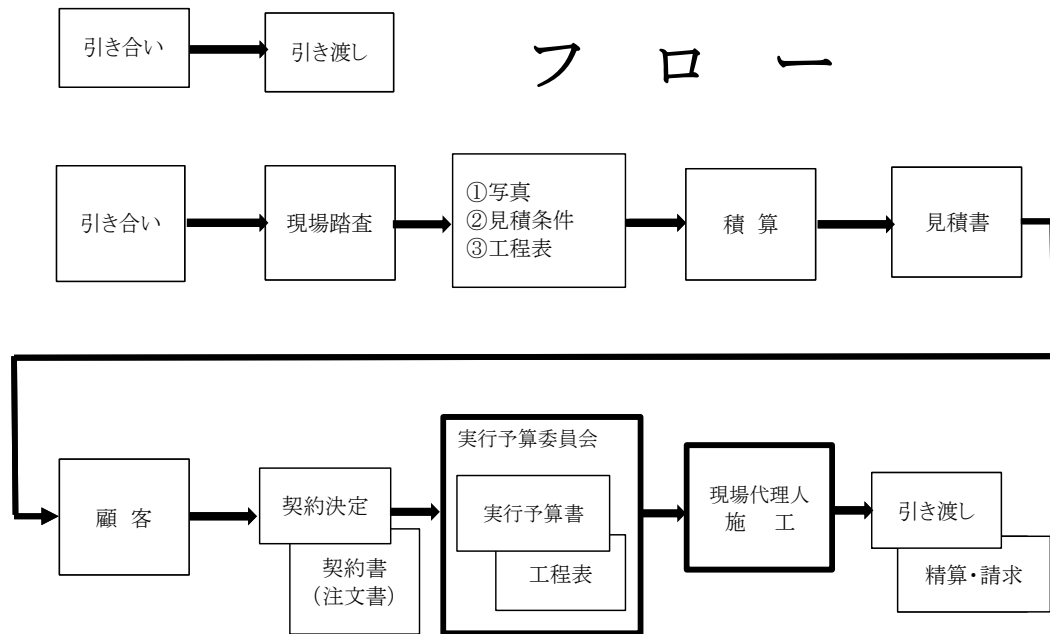 引き合い
引き渡し
フロー
引き合い
現場踏査
①写真
②見積条件
③工程表
積 算
見積書
顧 客
契約決定
契約書
（注文書）
実行予算委員会
実行予算書
工程表
現場代理人
施 工
引き渡し
精算・請求